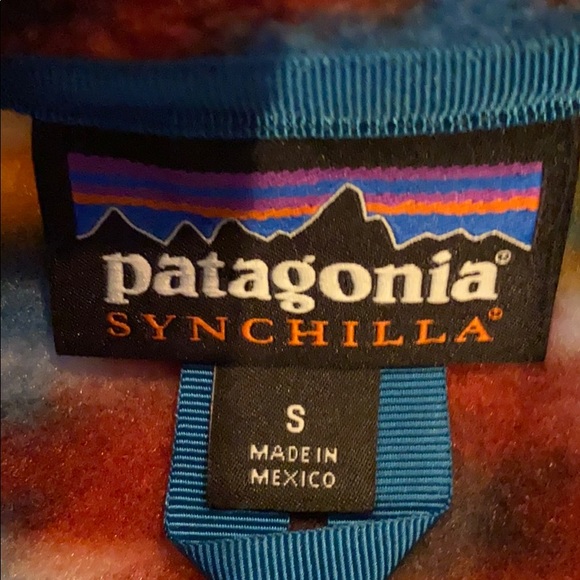 patagonia®
SYNCHILLA®
S
MADE IN
MEXICO